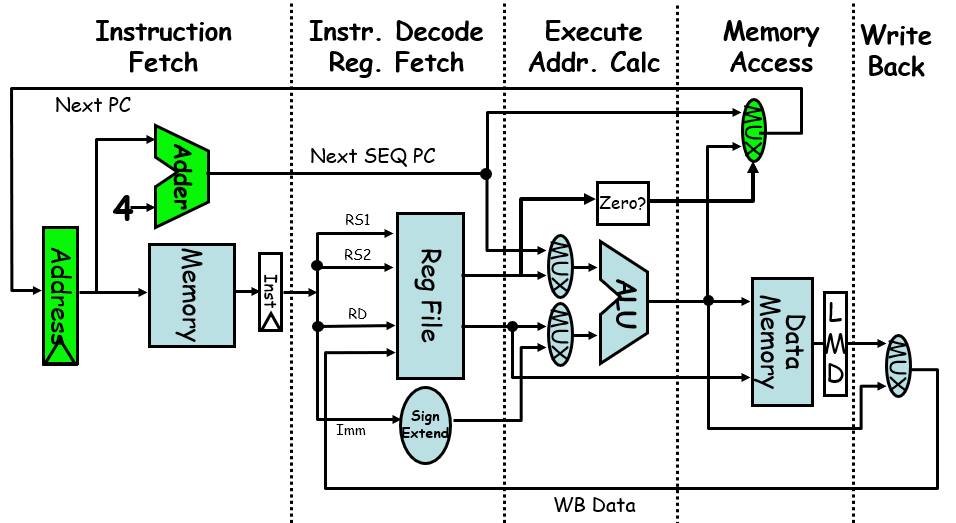 Instruction
Fetch
Instr. Decode
Reg. Fetch
Execute
Addr. Calc
Memory
Access
Write
Back
Next PC
MUX
Adder
Next SEQ PC
4
Zero?
RS1
Address
Memory
Inst
RS2
Reg File
MUX
ALU
RD
MUX
Data
Memory
L
M
D
MUX
Imm
Sign
Extend
WB Data